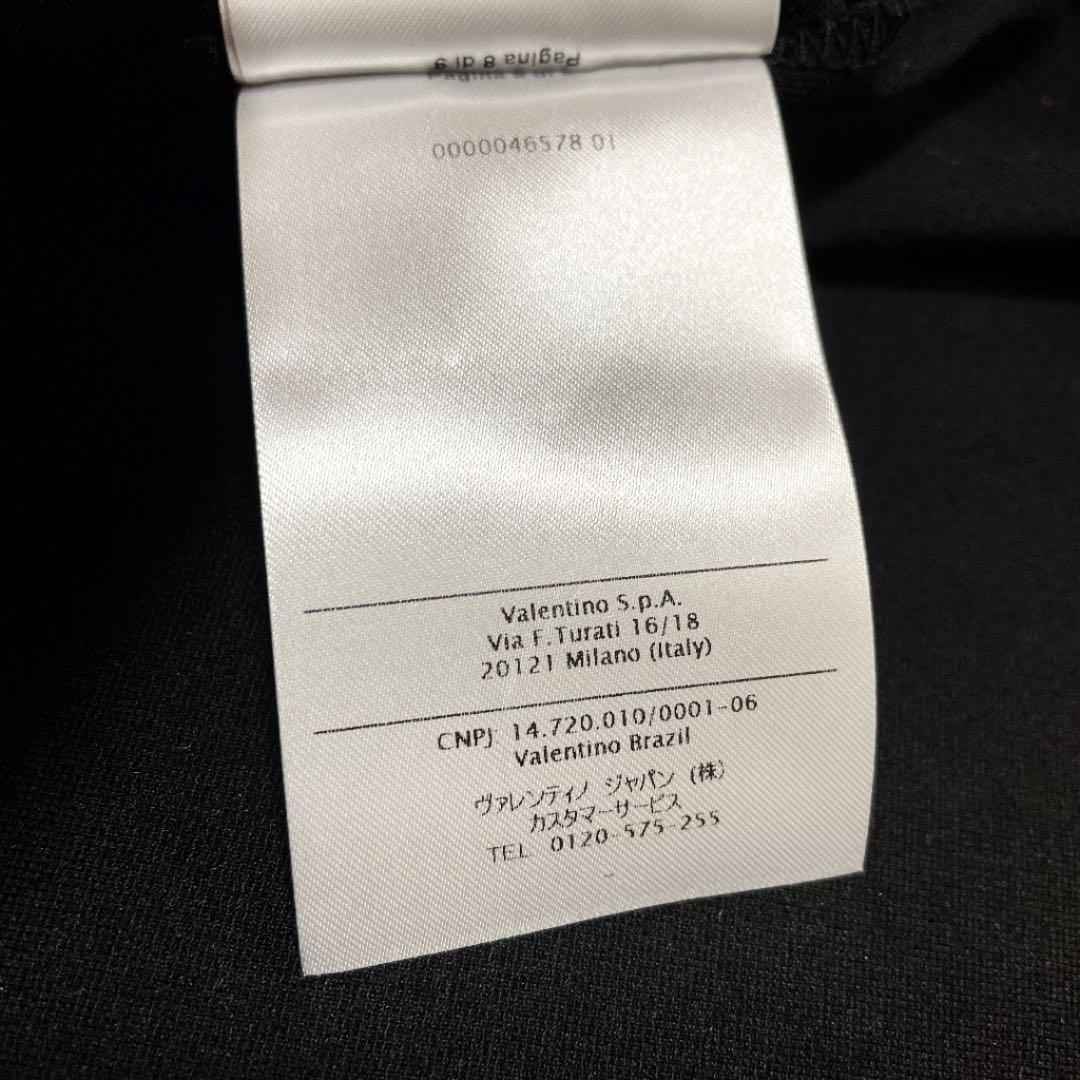 Pagina 8 di 9
0000046578 01
Valentino S.p.A.
Via F.Turati 16/18
20121 Milano (Italy)
CNPJ 14.720.010/0001-06
Valentino Brazil
ヴァレンティノ ジャパン (株)
カスタマーサービス
TEL 0120-575-255